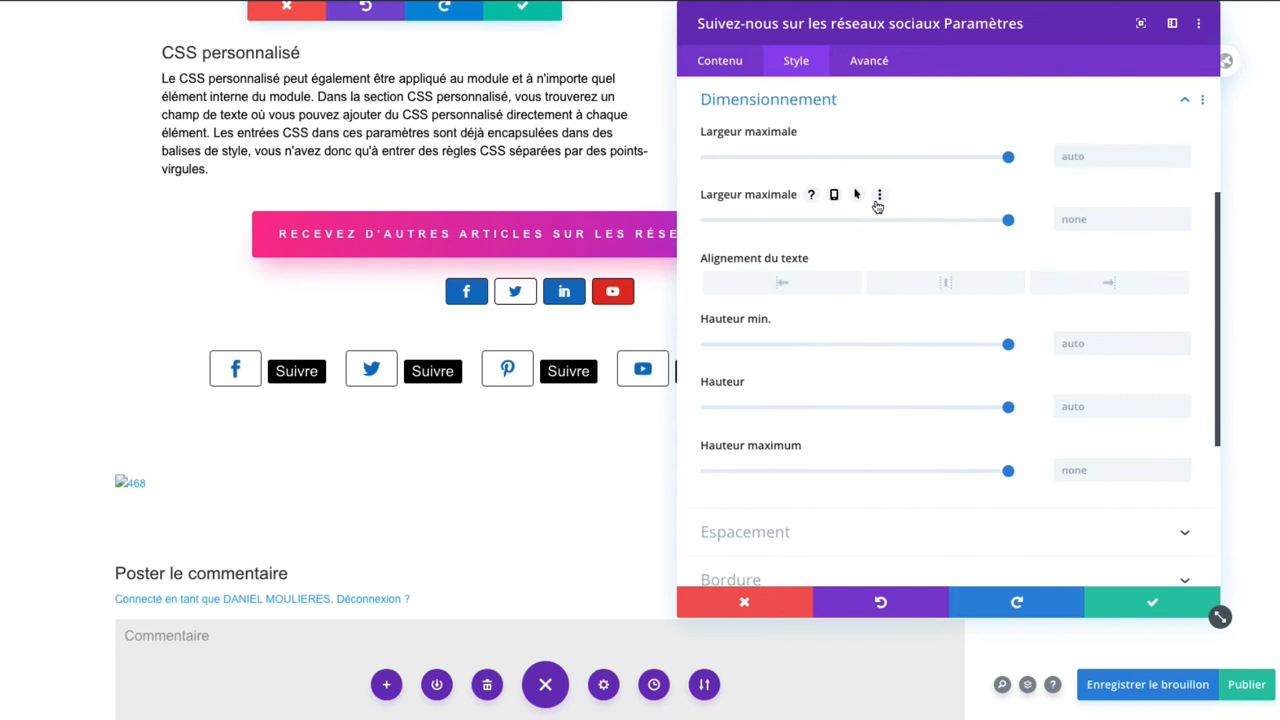 CSS personnalisé
Le CSS personnalisé peut également être appliqué au module et à n'importe quel
élément interne du module. Dans la section CSS personnalisé, vous trouverez un
champ de texte où vous pouvez ajouter du CSS personnalisé directement à chaque
élément. Les entrées CSS dans ces paramètres sont déjà encapsulées dans des
balises de style, vous n'avez donc qu'à entrer des règles CSS séparées par des points-
virgules.
RECEVEZ D'AUTRES ARTICLES SUR LES RÉSE
Suivre
Suivre
Suivre
468
Poster le commentaire
Connecté en tant que DANIEL MOULIERES. Déconnexion ?
Commentaire
Suivez-nous sur les réseaux sociaux Paramètres
Contenu Style Avancé
Dimensionnement
Largeur maximale
auto
Largeur maximale ?
none
Alignement du texte
Hauteur min.
auto
Hauteur
auto
Hauteur maximum
none
Espacement
Bordure
? Enregistrer le brouillon Publier